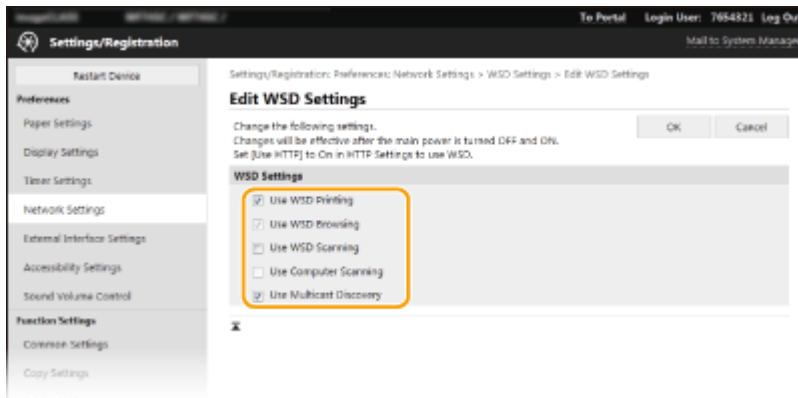 To Portal Login User: 7654321 Log Ou
Settings/Registration
Mail to System Manage
Restart Device
Preferences
Paper Settings
Display Settings
Timer Settings
Network Settings
External Interface Settings
Accessibility Settings
Sound Volume Control
Function Settings
Common Settings
Copy Settings
Settings/Registration: Preferences: Network Settings > WSD Settings > Edit WSD Settings
Edit WSD Settings
Change the following settings.
Changes will be effective after the main power is turned OFF and ON.
Set [Use HTTP] to On in HTTP Settings to use WSD.
OK Cancel
WSD Settings
Use WSD Printing
Use WSD Browsing
Use WSD Scanning
Use Computer Scanning
Use Multicast Discovery